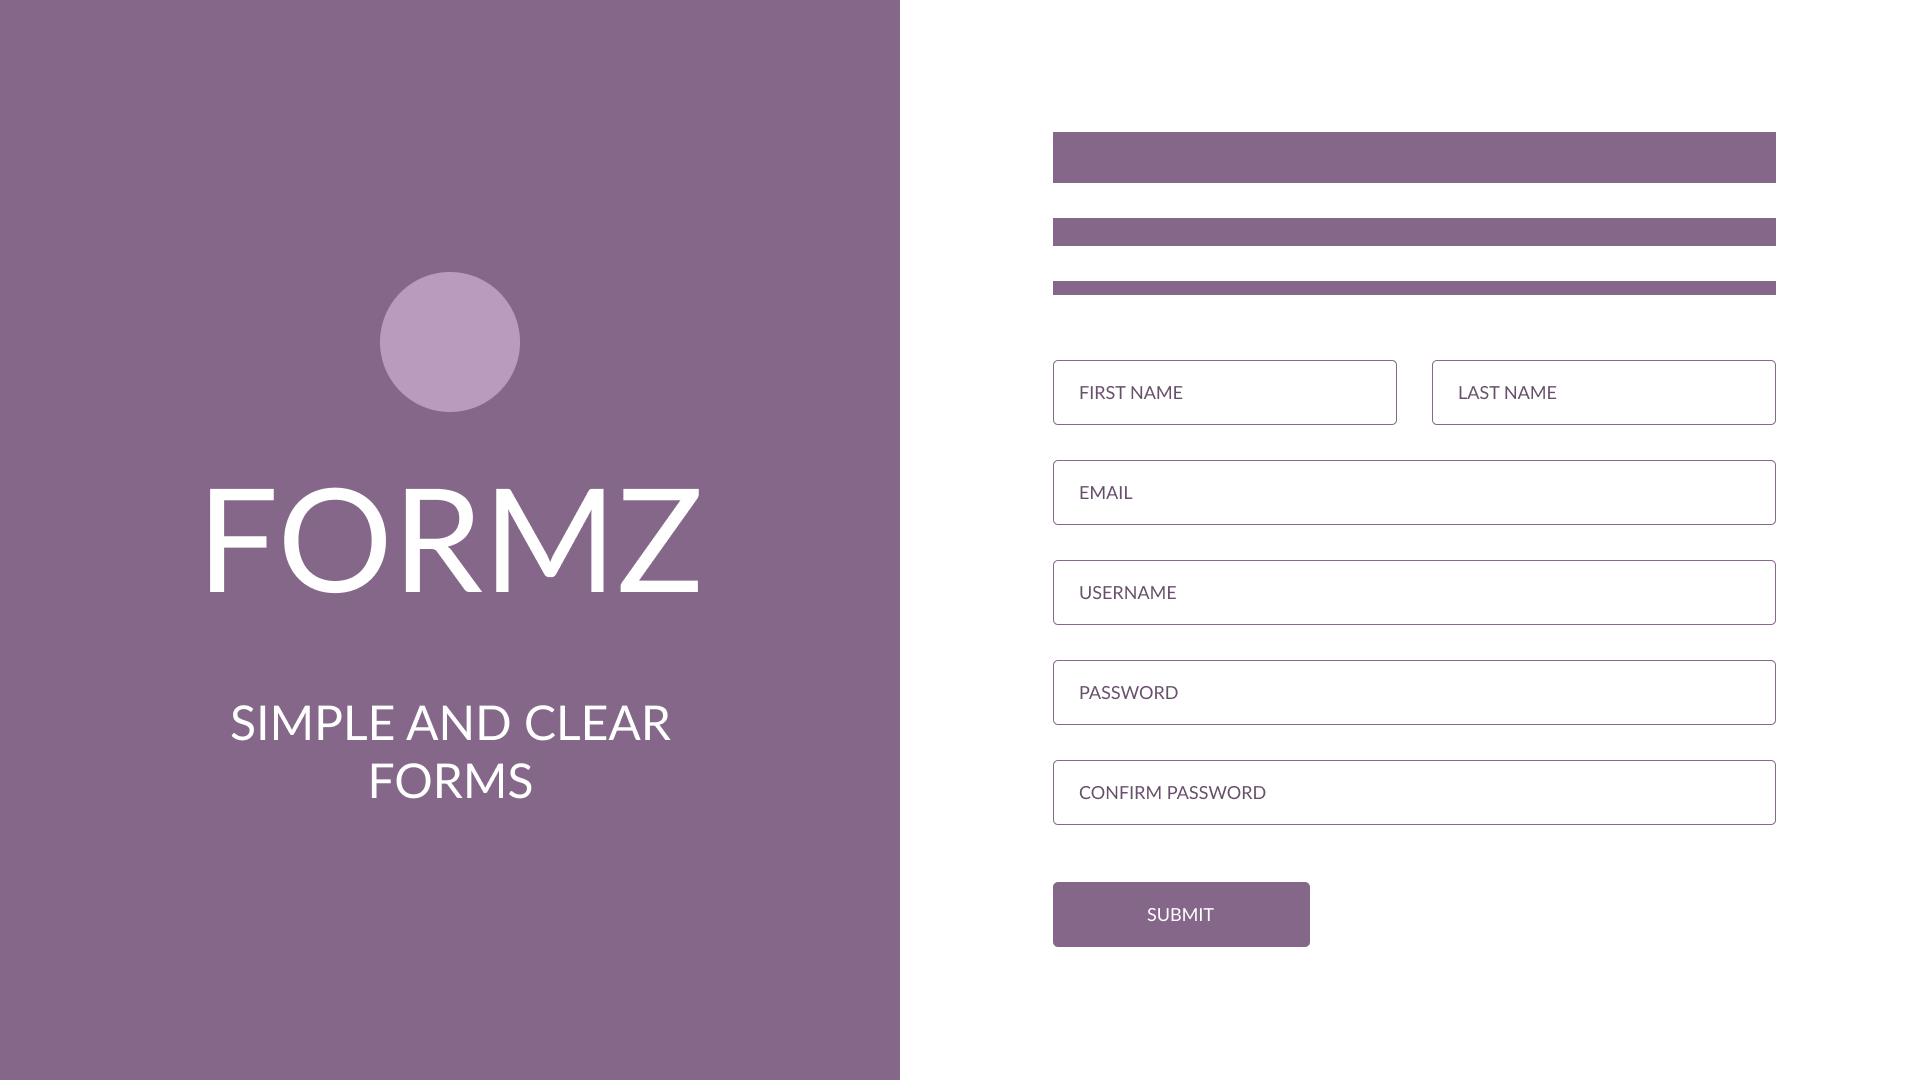 FORMZ
SIMPLE AND CLEAR
FORMS
FIRST NAME
LAST NAME
EMAIL
USERNAME
PASSWORD
CONFIRM PASSWORD
SUBMIT